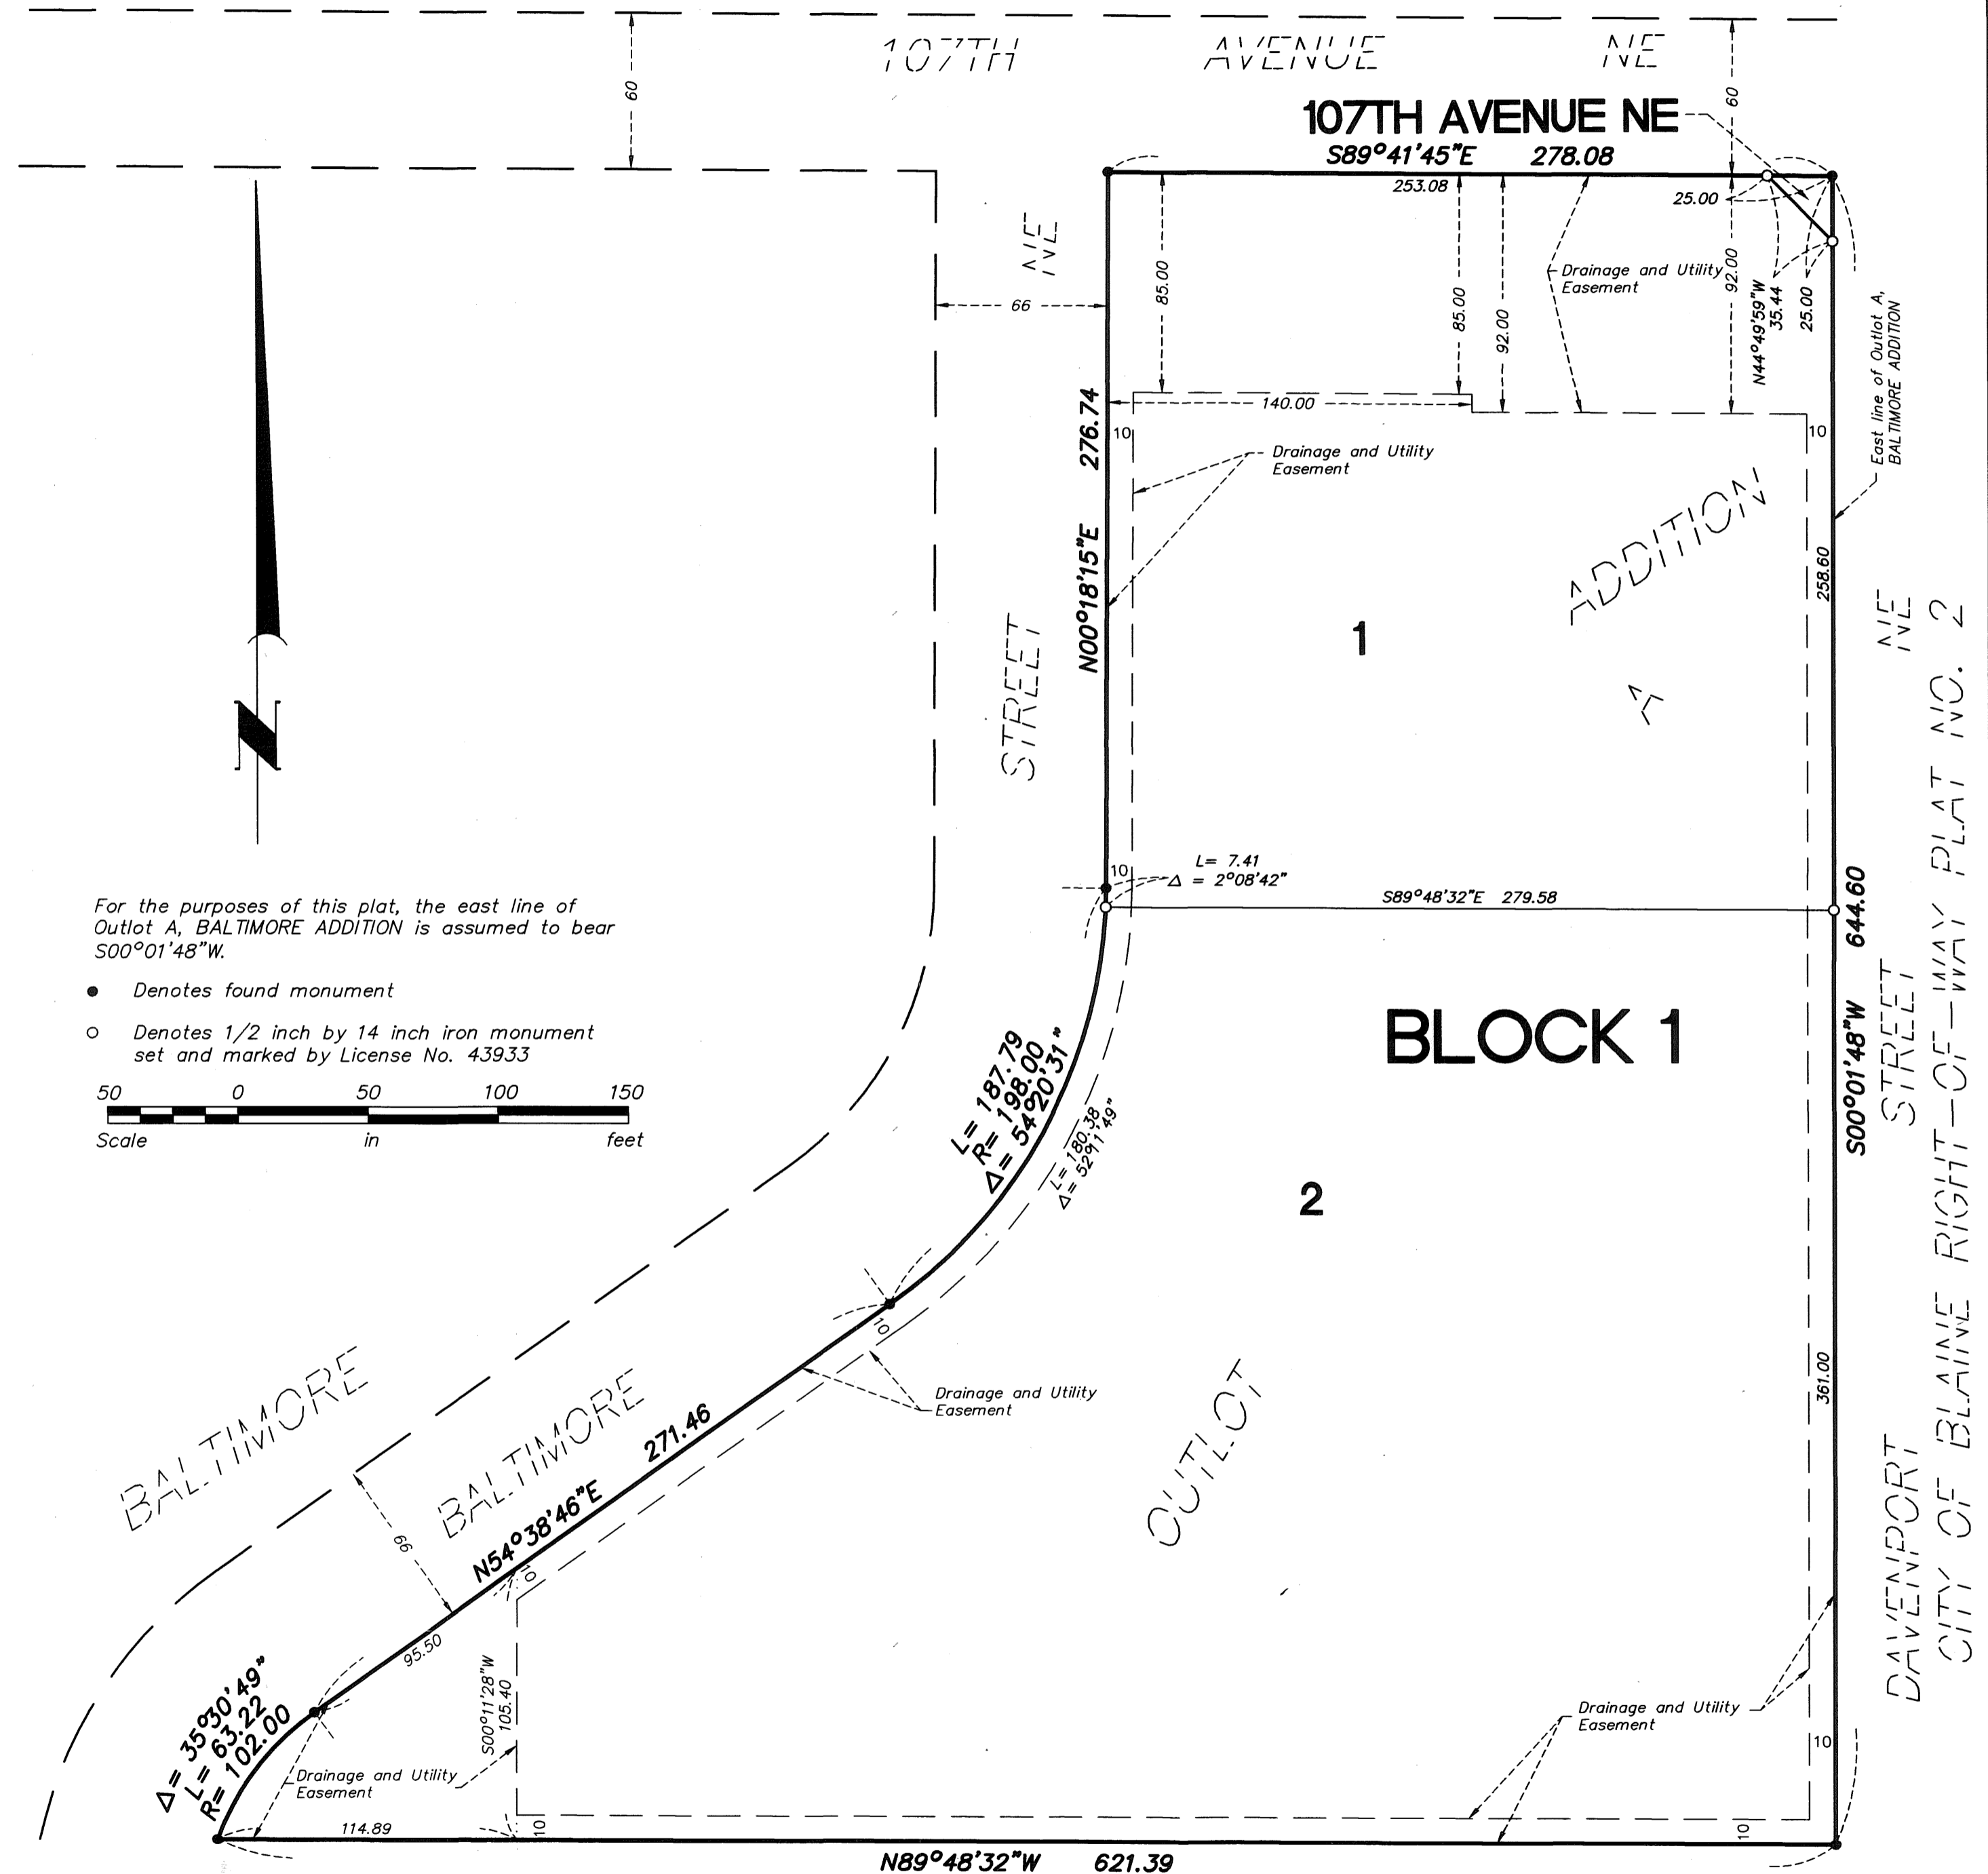 107TH AVENUE NE
60
60
107TH AVENUE NE
S89°41'45"E 278.08
253.08
25.00
NE
66
85.00
85.00
92.00
Drainage and Utility
Easement
92.00
N44°49'59"W
35.44
25.00
East line of Outlot A,
BALTIMORE ADDITION
140.00
10
10
Drainage and Utility
Easement
N00°18'15"E 276.74
STREET
ADDITION
A
1
258.60
NE
10
L= 7.41
Δ = 2°08'42"
S89°48'32"E 279.58
S00°01'48"W 644.60
For the purposes of this plat, the east line of
Outlot A, BALTIMORE ADDITION is assumed to bear
S00°01'48"W.
● Denotes found monument
○ Denotes 1/2 inch by 14 inch iron monument
set and marked by License No. 43933
50 0 50 100 150
Scale in feet
N
BLOCK 1
L= 187.79
R= 198.00
Δ= 54°20'31"
L= 180.38
Δ= 52°11'49"
2
STREET
CITY OF BLAINE RIGHT-OF-WAY PLAT NO. 2
DAVENPORT
361.00
10
Drainage and Utility
Easement
OUTLOT
BALTIMORE
BALTIMORE
N54°38'46"E 271.46
66
10
95.50
S00°11'28"W
105.40
Δ= 35°30'49"
L= 63.22
R= 102.00
Drainage and Utility
Easement
Drainage and Utility
Easement
10
114.89
10
10
N89°48'32"W 621.39